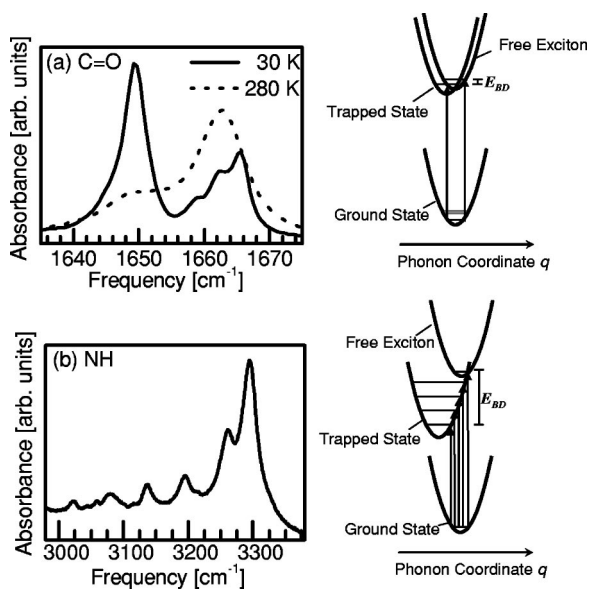 (a) C=O
30 K
280 K
Absorbance [arb. units]
1640 1650 1660 1670
Frequency [cm⁻¹]
Free Exciton
E_BD
Trapped State
Ground State
Phonon Coordinate q
(b) NH
Absorbance [arb. units]
3000 3100 3200 3300
Frequency [cm⁻¹]
Free Exciton
E_BD
Trapped State
Ground State
Phonon Coordinate q